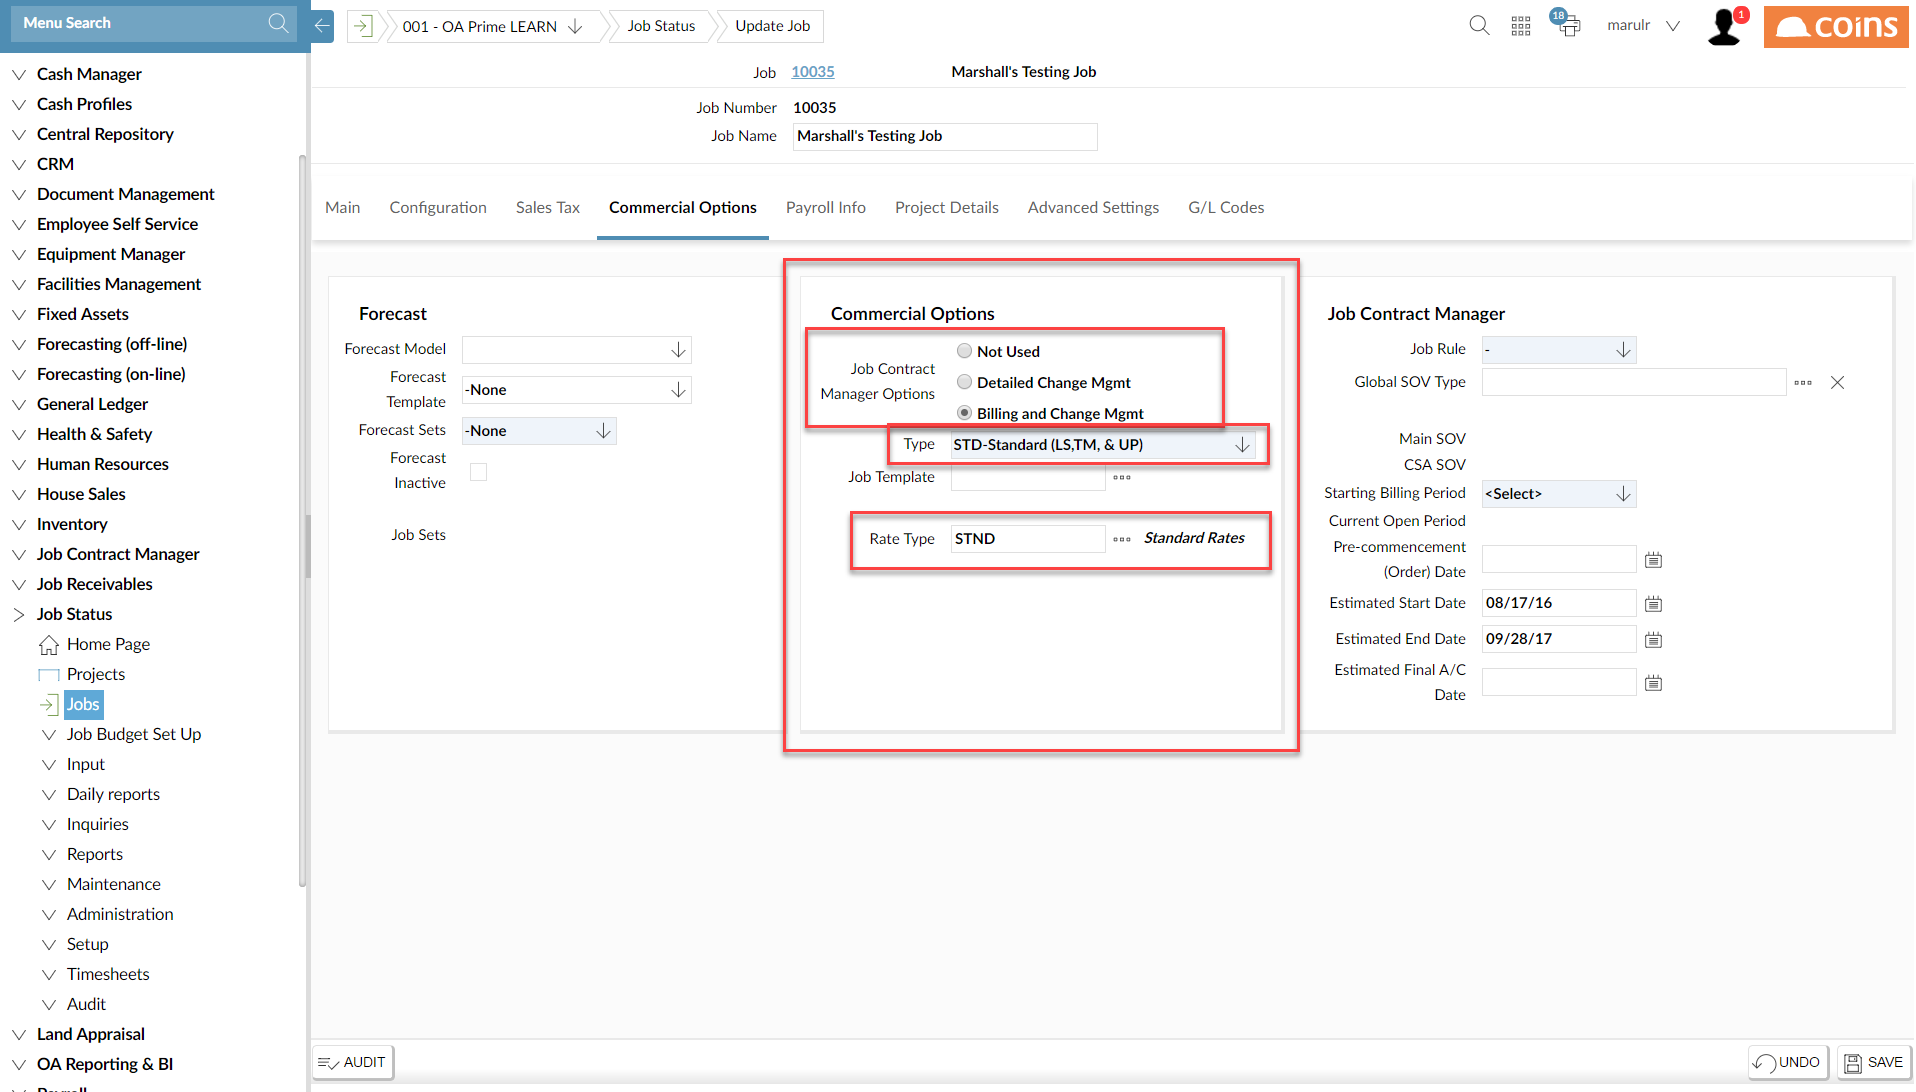 Menu Search
001 - OA Prime LEARN
Job Status
Update Job
18
marulr
1
coins
Cash Manager
Cash Profiles
Central Repository
CRM
Document Management
Employee Self Service
Equipment Manager
Facilities Management
Fixed Assets
Forecasting (off-line)
Forecasting (on-line)
General Ledger
Health & Safety
Human Resources
House Sales
Inventory
Job Contract Manager
Job Receivables
Job Status
Home Page
Projects
Jobs
Job Budget Set Up
Input
Daily reports
Inquiries
Reports
Maintenance
Administration
Setup
Timesheets
Audit
Land Appraisal
OA Reporting & BI
Payroll
Job 10035 Marshall's Testing Job
Job Number 10035
Job Name Marshall's Testing Job
Main Configuration Sales Tax Commercial Options Payroll Info Project Details Advanced Settings G/L Codes
Forecast
Forecast Model
Forecast
Template -None
Forecast Sets -None
Forecast
Inactive
Job Sets
Commercial Options
Job Contract
Manager Options
Not Used
Detailed Change Mgmt
Billing and Change Mgmt
Type STD-Standard (LS,TM, & UP)
Job Template
Rate Type STND Standard Rates
Job Contract Manager
Job Rule -
Global SOV Type
Main SOV
CSA SOV
Starting Billing Period <Select>
Current Open Period
Pre-commencement
(Order) Date
Estimated Start Date 08/17/16
Estimated End Date 09/28/17
Estimated Final A/C
Date
AUDIT
UNDO
SAVE